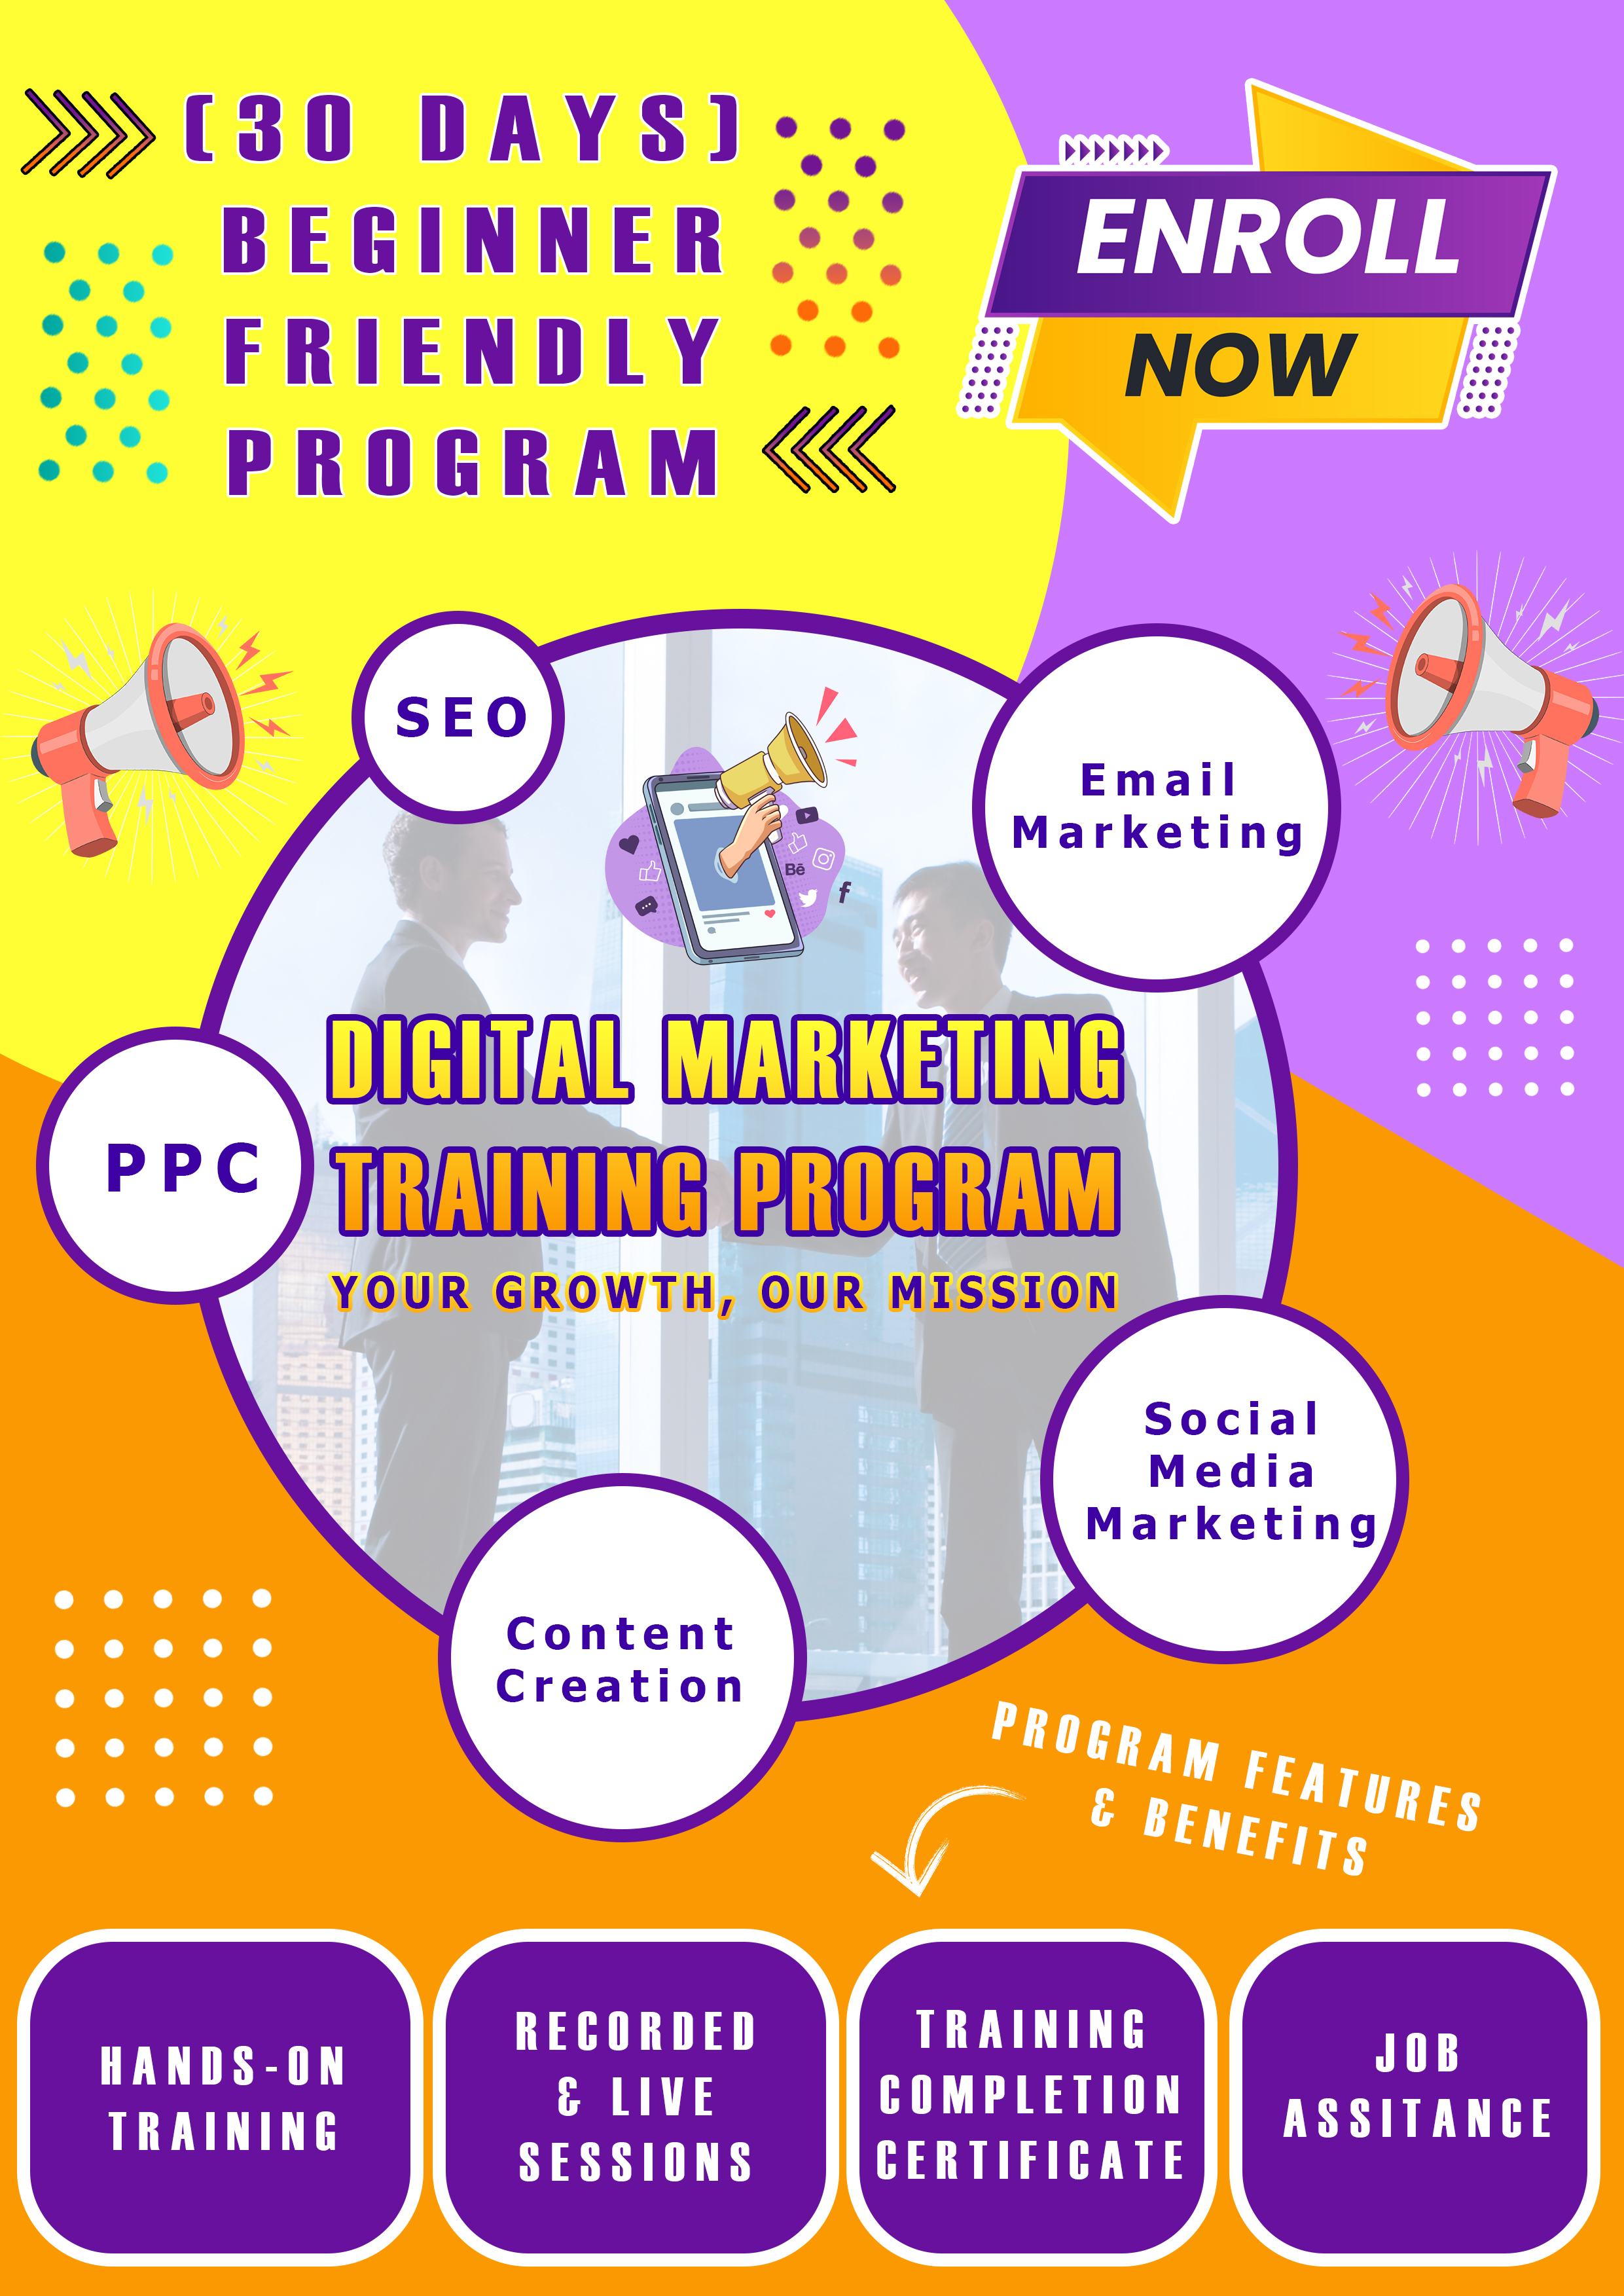 (30 DAYS)
BEGINNER
FRIENDLY
PROGRAM
ENROLL
NOW
SEO
Email
Marketing
Bē
f
DIGITAL MARKETING
TRAINING PROGRAM
YOUR GROWTH, OUR MISSION
PPC
Social
Media
Marketing
Content
Creation
PROGRAM FEATURES
& BENEFITS
HANDS-ON
TRAINING
RECORDED
& LIVE
SESSIONS
TRAINING
COMPLETION
CERTIFICATE
JOB
ASSITANCE